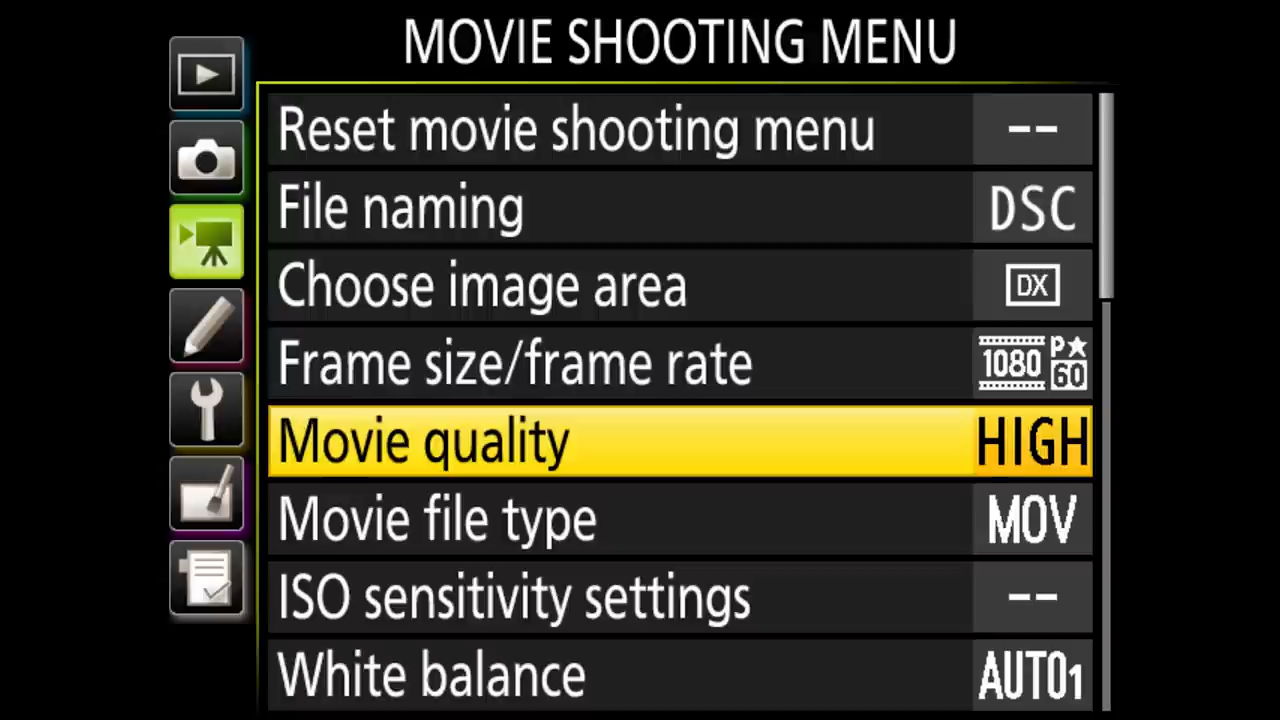 MOVIE SHOOTING MENU
Reset movie shooting menu --
File naming DSC
Choose image area DX
Frame size/frame rate 1080 P★ 60
Movie quality HIGH
Movie file type MOV
ISO sensitivity settings --
White balance AUTO1